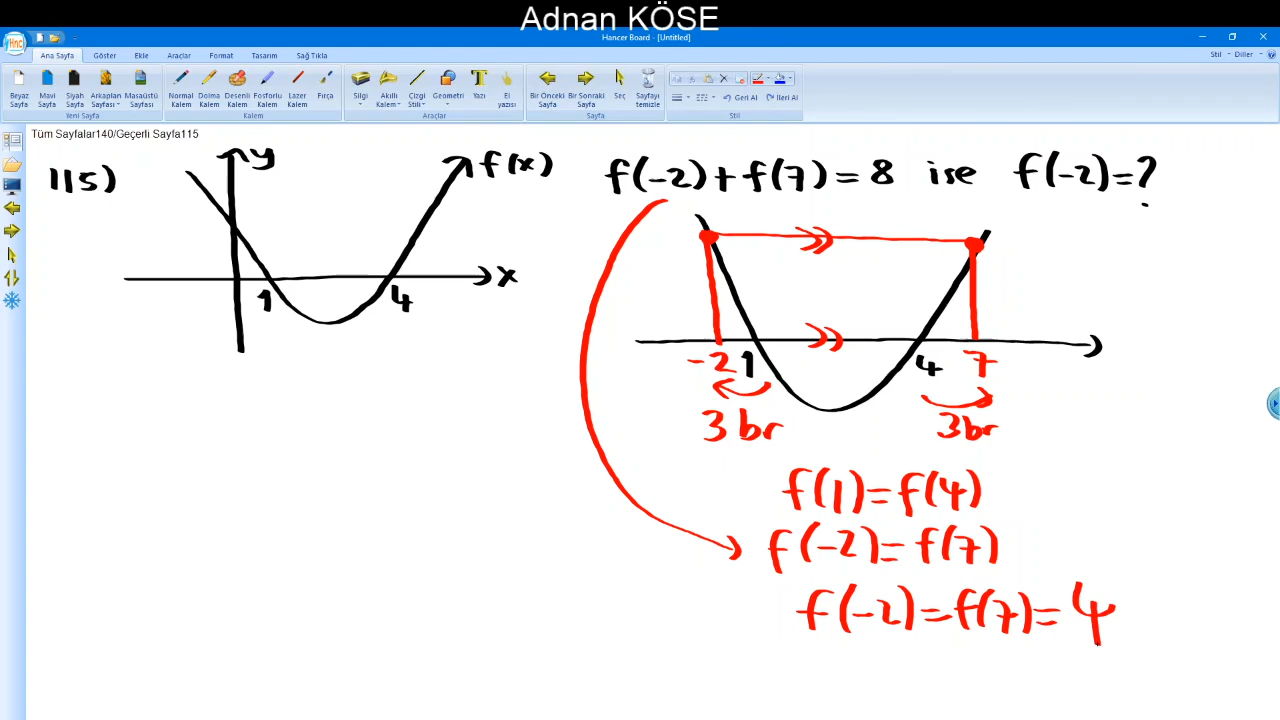 Adnan KÖSE
Hancer Board - [Untitled]
Hnc
Ana Sayfa Göster Ekle Araçlar Format Tasarım Sağ Tıkla Stil Diller
Beyaz Sayfa Mavi Sayfa Siyah Sayfa Arkaplan Sayfası Masaüstü Sayfası Normal Kalem Dolma Kalem Desenli Kalem Fosforlu Kalem Lazer Kalem Fırça Silgi Akıllı Kalem Çizgi Stili Geometri Yazı El yazısı Bir Önceki Sayfa Bir Sonraki Sayfa Seç Sayfayı temizle Geri Al İleri Al
Yeni Sayfa Kalem Araçlar Sayfa Stil
Tüm Sayfalar140/Geçerli Sayfa115
115) y f(x) f(-2)+f(7)=8 ise f(-2)=?
x
1 4
-2 1 4 7
3 br 3br
f(1)=f(4)
f(-2)=f(7)
f(-2)=f(7)=4